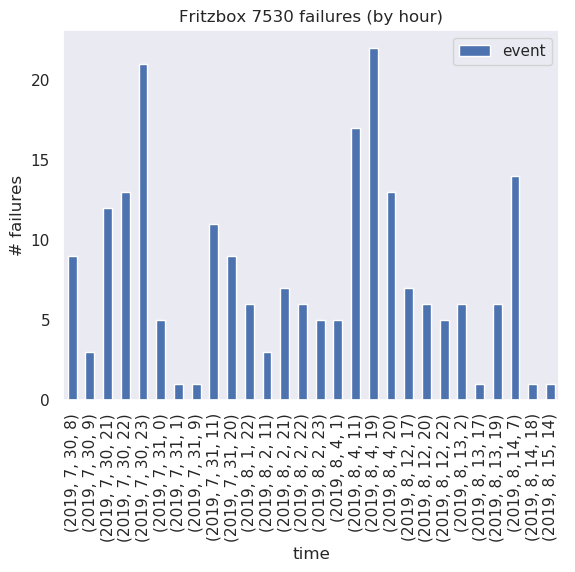 Fritzbox 7530 failures (by hour)
event
# failures
20
15
10
5
0
(2019, 7, 30, 8)
(2019, 7, 30, 9)
(2019, 7, 30, 21)
(2019, 7, 30, 22)
(2019, 7, 30, 23)
(2019, 7, 31, 0)
(2019, 7, 31, 1)
(2019, 7, 31, 9)
(2019, 7, 31, 11)
(2019, 7, 31, 20)
(2019, 8, 1, 22)
(2019, 8, 2, 11)
(2019, 8, 2, 21)
(2019, 8, 2, 22)
(2019, 8, 2, 23)
(2019, 8, 4, 1)
(2019, 8, 4, 11)
(2019, 8, 4, 19)
(2019, 8, 4, 20)
(2019, 8, 12, 17)
(2019, 8, 12, 20)
(2019, 8, 12, 22)
(2019, 8, 13, 2)
(2019, 8, 13, 17)
(2019, 8, 13, 19)
(2019, 8, 14, 7)
(2019, 8, 14, 18)
(2019, 8, 15, 14)
time